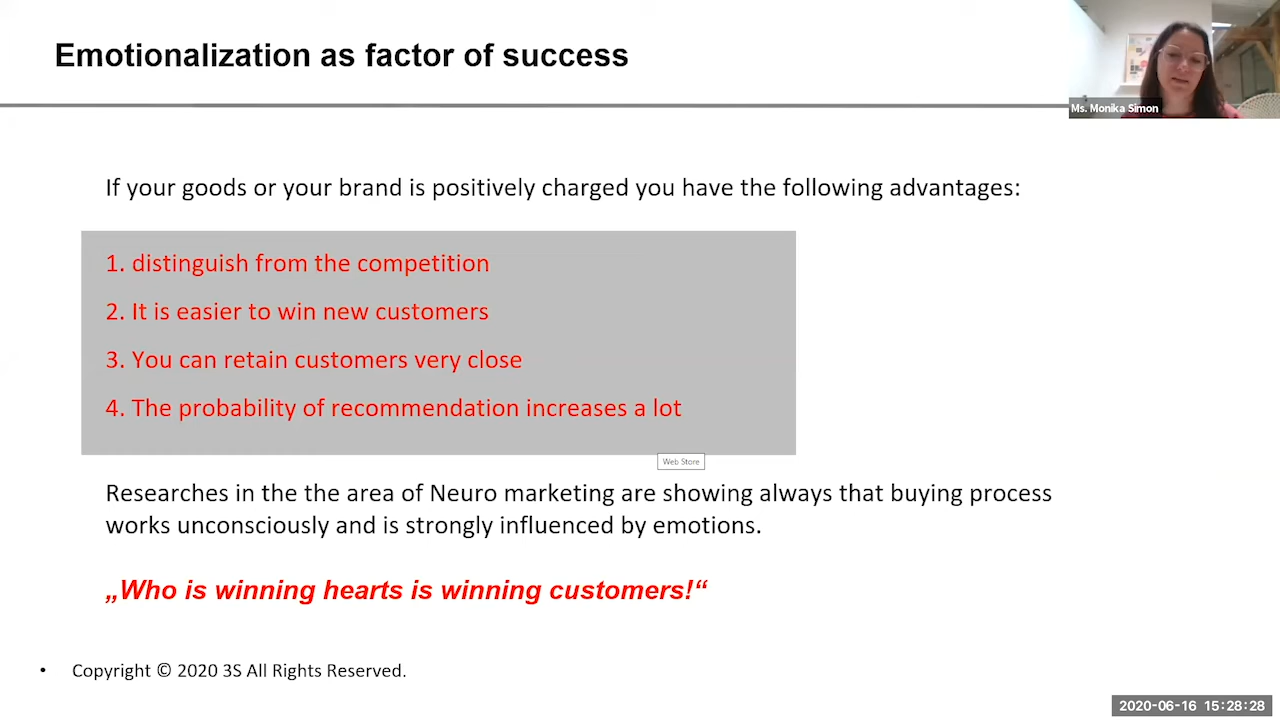 Emotionalization as factor of success
Ms. Monika Simon
If your goods or your brand is positively charged you have the following advantages:
1. distinguish from the competition
2. It is easier to win new customers
3. You can retain customers very close
4. The probability of recommendation increases a lot
Web Store
Researches in the the area of Neuro marketing are showing always that buying process
works unconsciously and is strongly influenced by emotions.
„Who is winning hearts is winning customers!“
• Copyright © 2020 3S All Rights Reserved.
2020-06-16 15:28:28